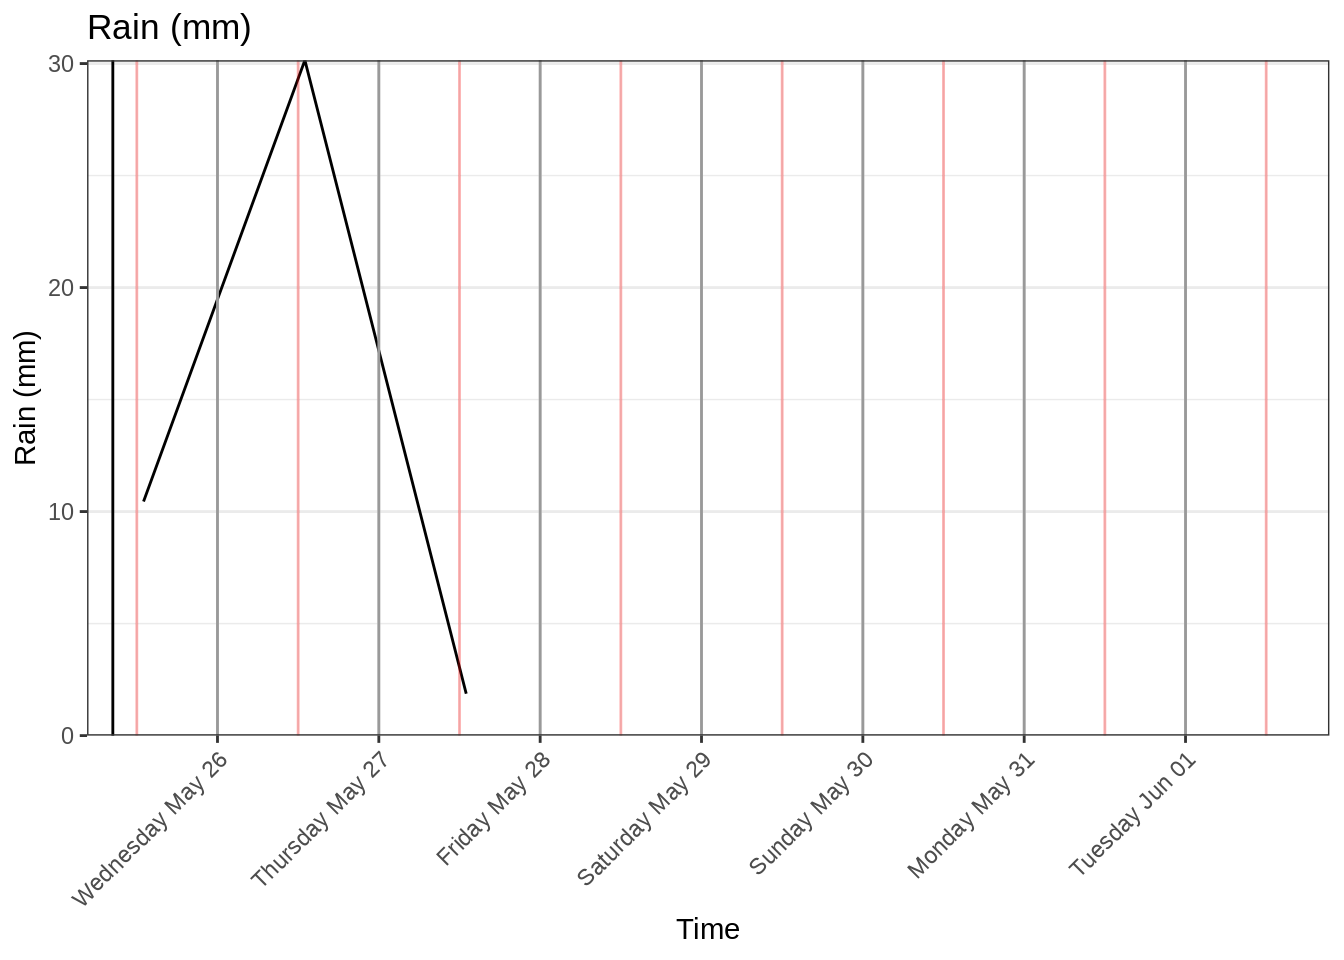 Rain (mm)
30
20
10
0
Rain (mm)
Wednesday May 26
Thursday May 27
Friday May 28
Saturday May 29
Sunday May 30
Monday May 31
Tuesday Jun 01
Time